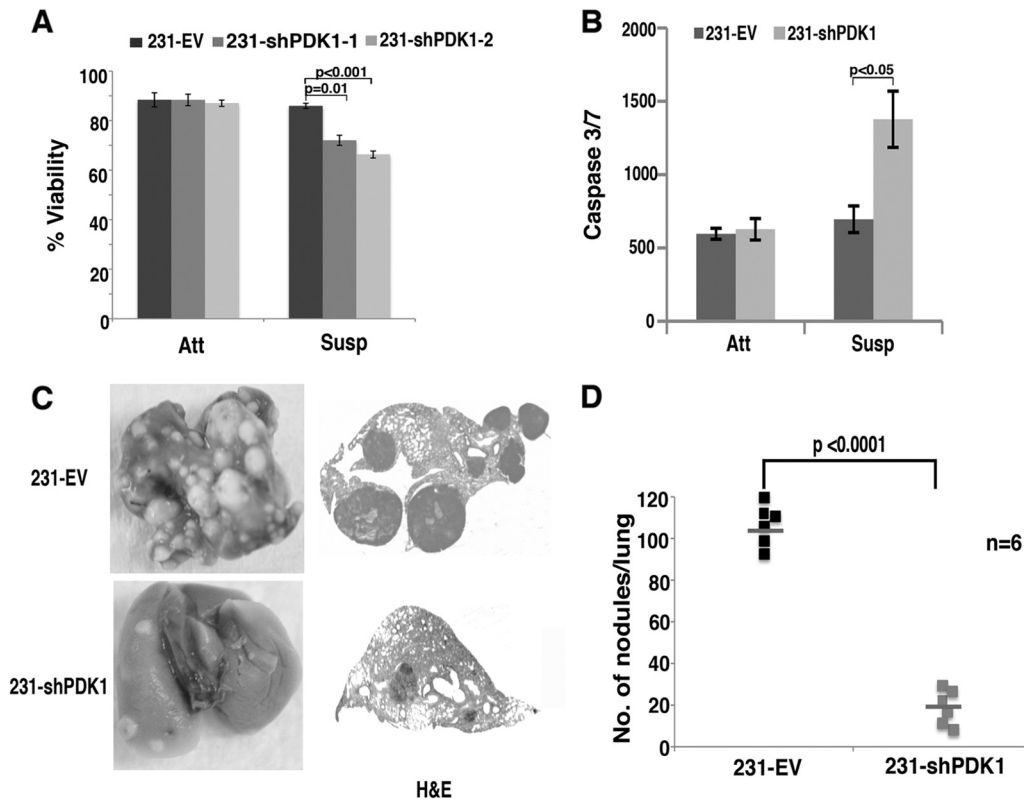 A
231-EV 231-shPDK1-1 231-shPDK1-2
p<0.001
p=0.01
% Viability
100
80
60
40
20
0
Att Susp
B
231-EV 231-shPDK1
p<0.05
Caspase 3/7
2000
1500
1000
500
0
Att Susp
C
231-EV
231-shPDK1
H&E
D
p <0.0001
n=6
No. of nodules/lung
120
100
80
60
40
20
0
231-EV 231-shPDK1